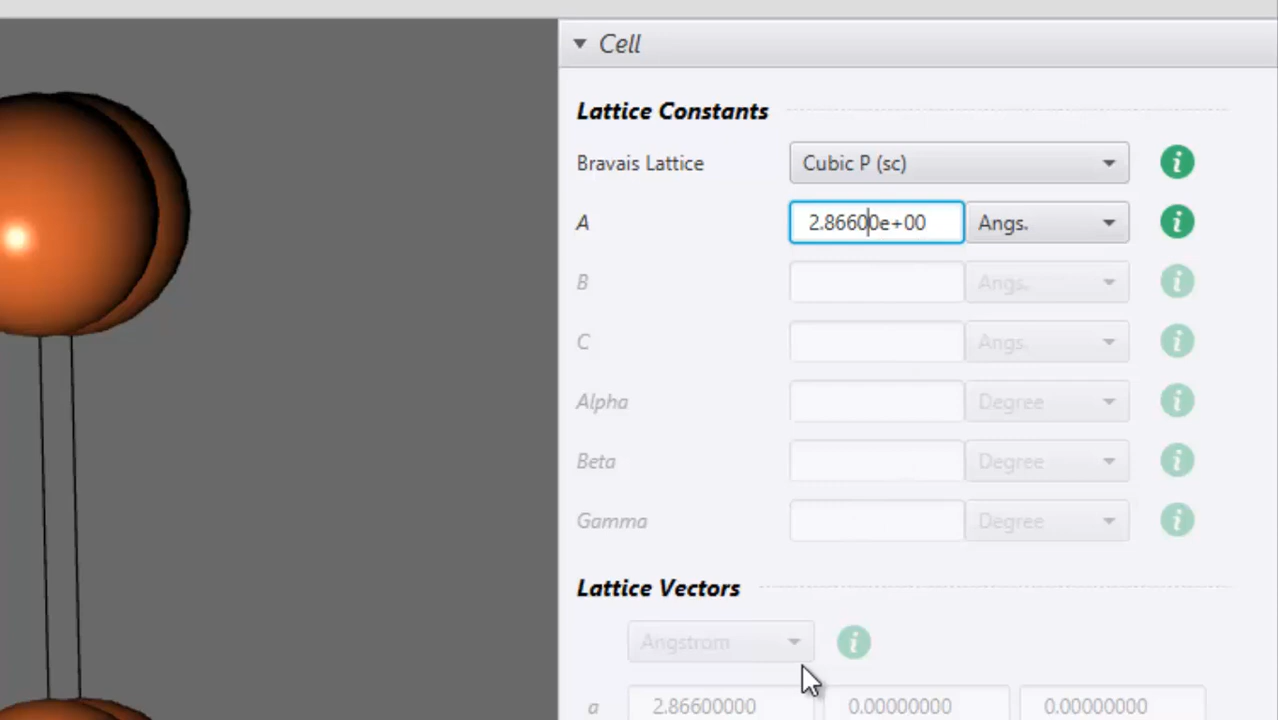 Cell
Lattice Constants
Bravais Lattice Cubic P (sc) i
A 2.86600e+00 Angs. i
B Angs. i
C Angs. i
Alpha Degree i
Beta Degree i
Gamma Degree i
Lattice Vectors
Angstrom i
a 2.86600000 0.00000000 0.00000000